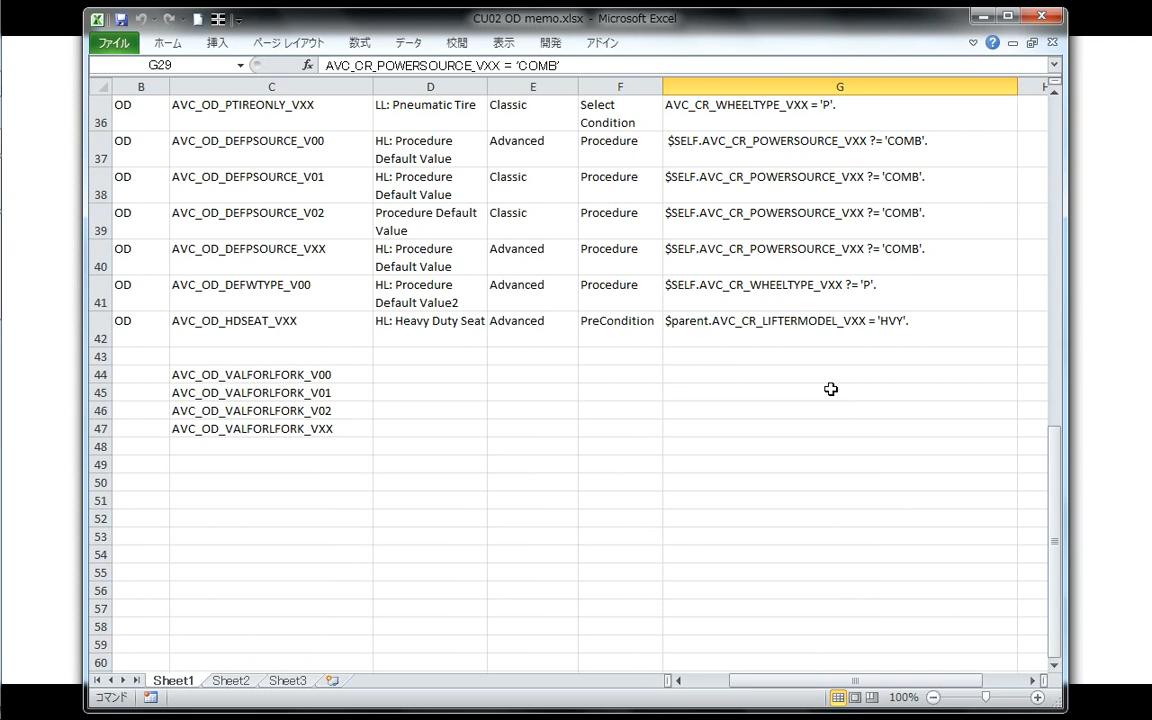 CU02 OD memo.xlsx - Microsoft Excel
ファイル ホーム 挿入 ページ レイアウト 数式 データ 校閲 表示 開発 アドイン
G29 fx AVC_CR_POWERSOURCE_VXX = 'COMB'
B C D E F G H
36 OD AVC_OD_PTIREONLY_VXX LL: Pneumatic Tire Classic Select Condition AVC_CR_WHEELTYPE_VXX = 'P'.
37 OD AVC_OD_DEFPSOURCE_V00 HL: Procedure Default Value Advanced Procedure $SELF.AVC_CR_POWERSOURCE_VXX ?= 'COMB'.
38 OD AVC_OD_DEFPSOURCE_V01 HL: Procedure Default Value Classic Procedure $SELF.AVC_CR_POWERSOURCE_VXX ?= 'COMB'.
39 OD AVC_OD_DEFPSOURCE_V02 Procedure Default Value Classic Procedure $SELF.AVC_CR_POWERSOURCE_VXX ?= 'COMB'.
40 OD AVC_OD_DEFPSOURCE_VXX HL: Procedure Default Value Advanced Procedure $SELF.AVC_CR_POWERSOURCE_VXX ?= 'COMB'.
41 OD AVC_OD_DEFWTYPE_V00 HL: Procedure Default Value2 Advanced Procedure $SELF.AVC_CR_WHEELTYPE_VXX ?= 'P'.
42 OD AVC_OD_HDSEAT_VXX HL: Heavy Duty Seat Advanced PreCondition $parent.AVC_CR_LIFTERMODEL_VXX = 'HVY'.
43
44 AVC_OD_VALFORLFORK_V00
45 AVC_OD_VALFORLFORK_V01
46 AVC_OD_VALFORLFORK_V02
47 AVC_OD_VALFORLFORK_VXX
48
49
50
51
52
53
54
55
56
57
58
59
60
Sheet1 Sheet2 Sheet3
コマンド 100%